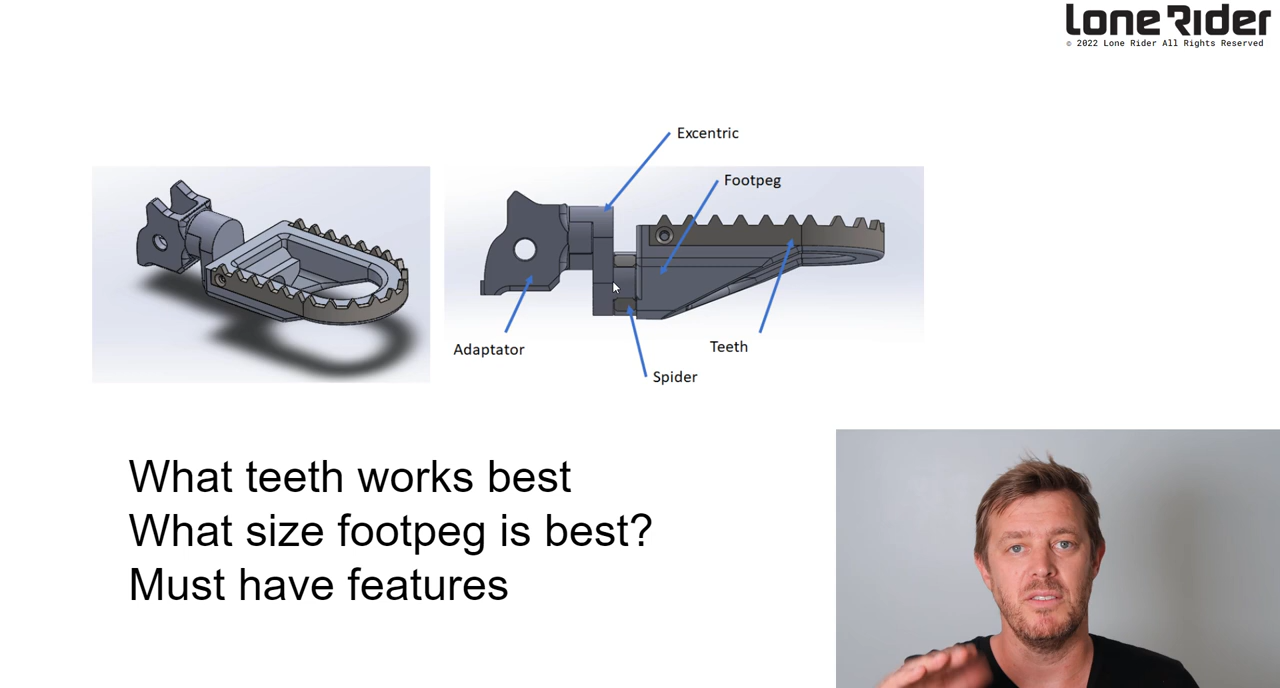 Lone Rider
© 2022 Lone Rider All Rights Reserved
Excentric
Footpeg
Adaptator
Teeth
Spider
What teeth works best
What size footpeg is best?
Must have features